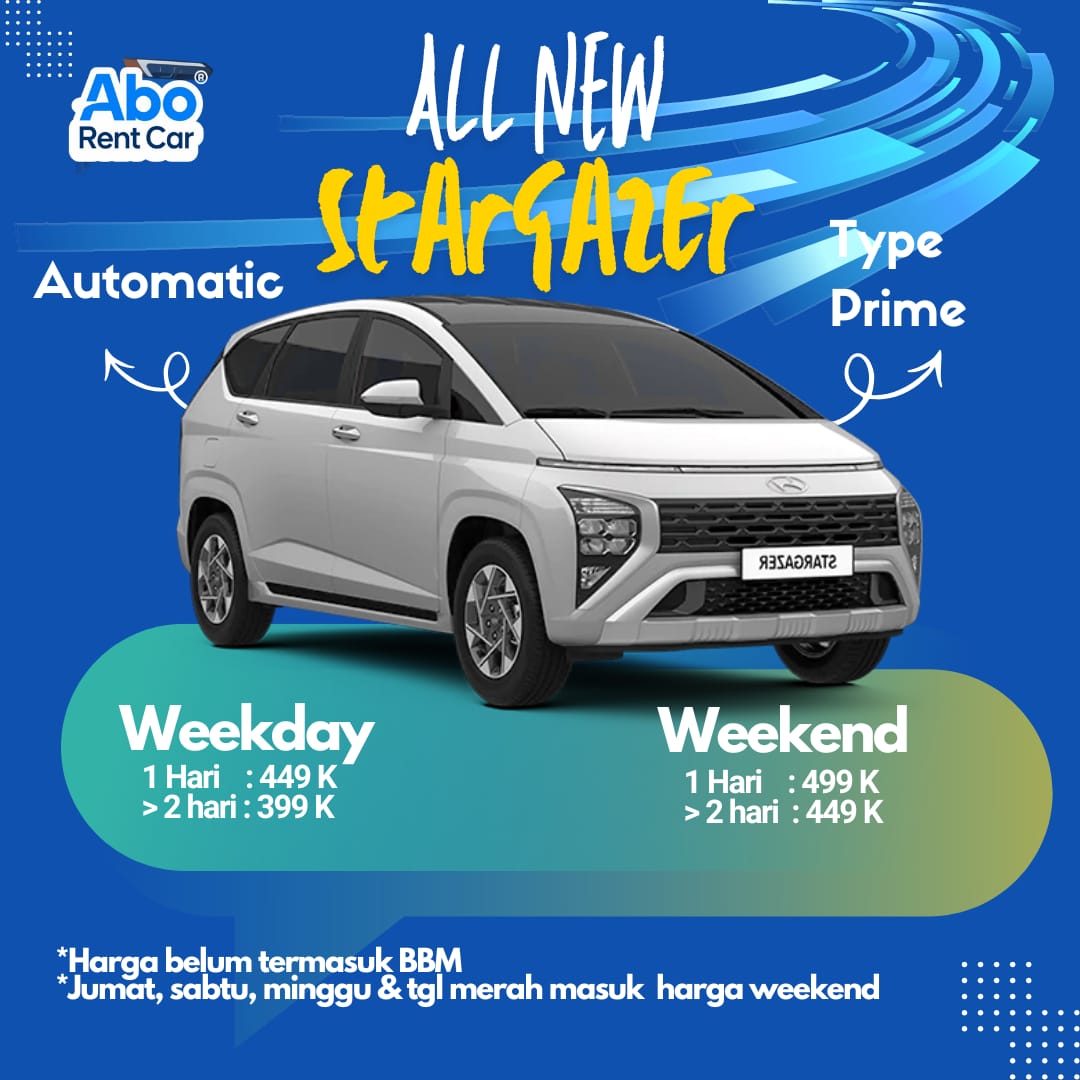 Abo®
Rent Car
ALL NEW
StArGAzEr
Automatic
Type
Prime
STARGAZER
Weekday
1 Hari : 449 K
> 2 hari : 399 K
Weekend
1 Hari : 499 K
> 2 hari : 449 K
*Harga belum termasuk BBM
*Jumat, sabtu, minggu & tgl merah masuk harga weekend